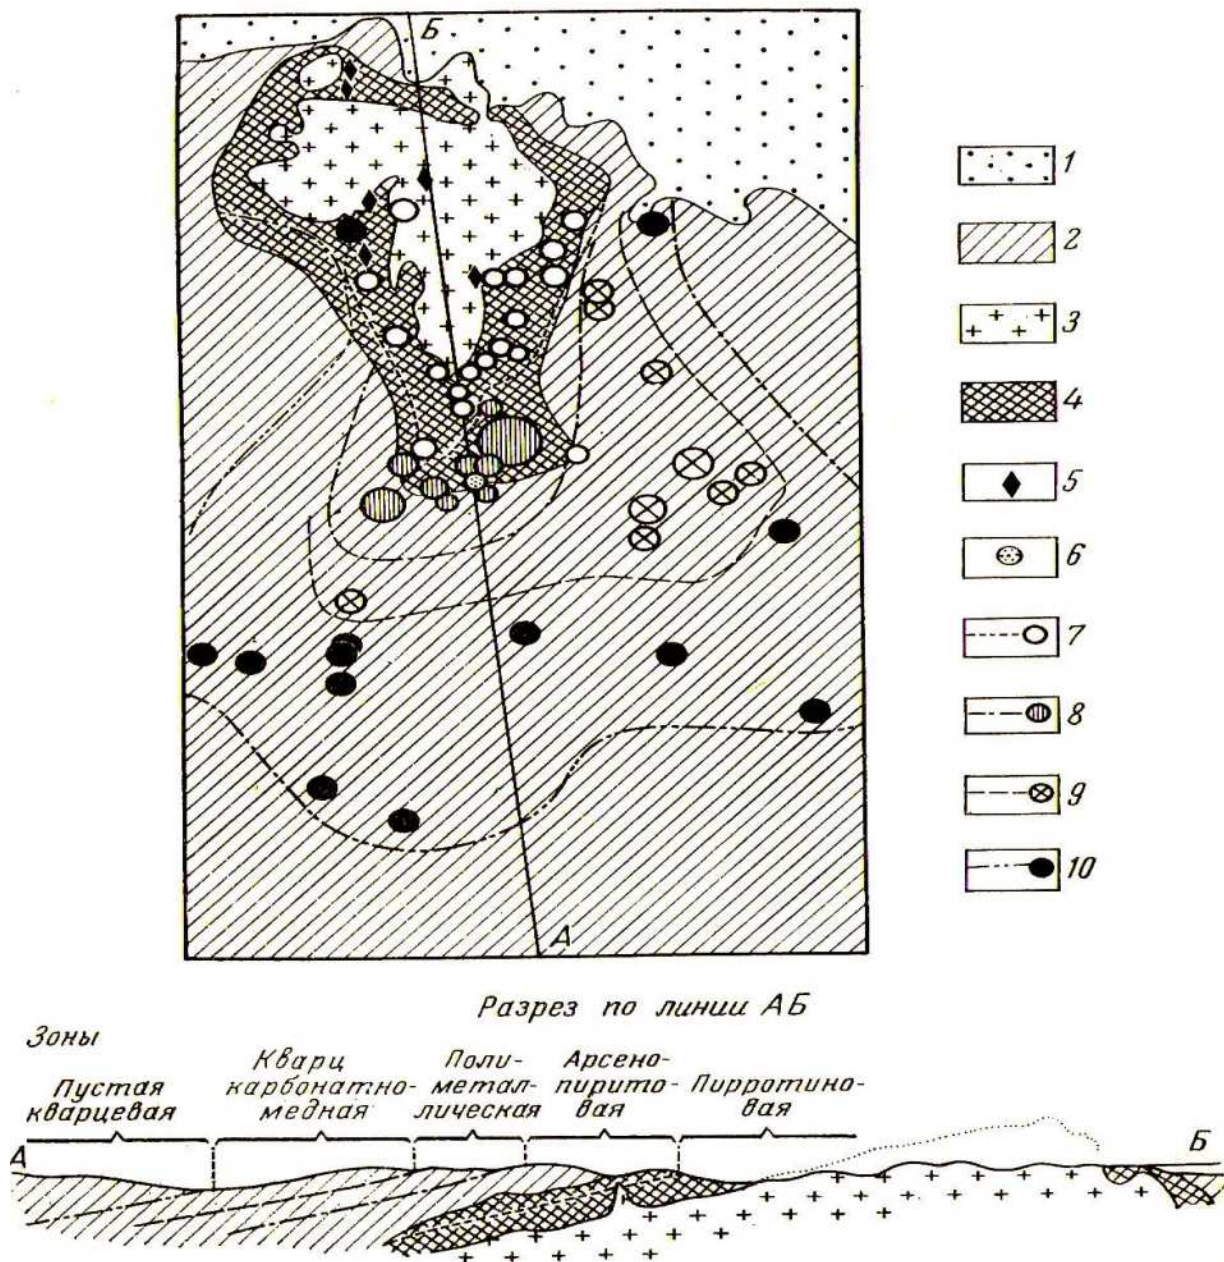 Б
1
2
3
4
5
6
7
8
9
10
А
Разрез по линии АБ
Зоны
Пустая
кварцевая
Кварц
карбонатно-
медная
Поли-
метал-
лическая
Арсено-
пирито-
вая
Пирротино-
вая
А
Б